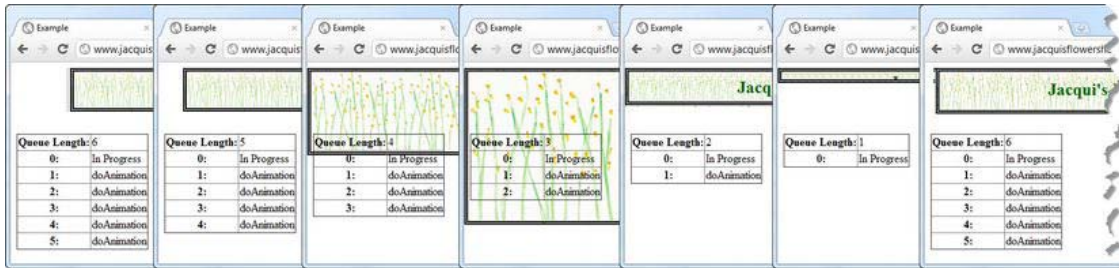 Example
www.jacquis
Queue Length: 6
0: In Progress
1: doAnimation
2: doAnimation
3: doAnimation
4: doAnimation
5: doAnimation
Example
www.jacquis
Queue Length: 5
0: In Progress
1: doAnimation
2: doAnimation
3: doAnimation
4: doAnimation
Example
www.jacquisflo
Queue Length: 4
0: In Progress
1: doAnimation
2: doAnimation
3: doAnimation
Example
www.jacquisflo
Queue Length: 3
0: In Progress
1: doAnimation
2: doAnimation
Example
www.jacquisfl
Jacq
Queue Length: 2
0: In Progress
1: doAnimation
Example
www.jacquisfl
Queue Length: 1
0: In Progress
Example
www.jacquisflowersh
Jacqui's
Queue Length: 6
0: In Progress
1: doAnimation
2: doAnimation
3: doAnimation
4: doAnimation
5: doAnimation